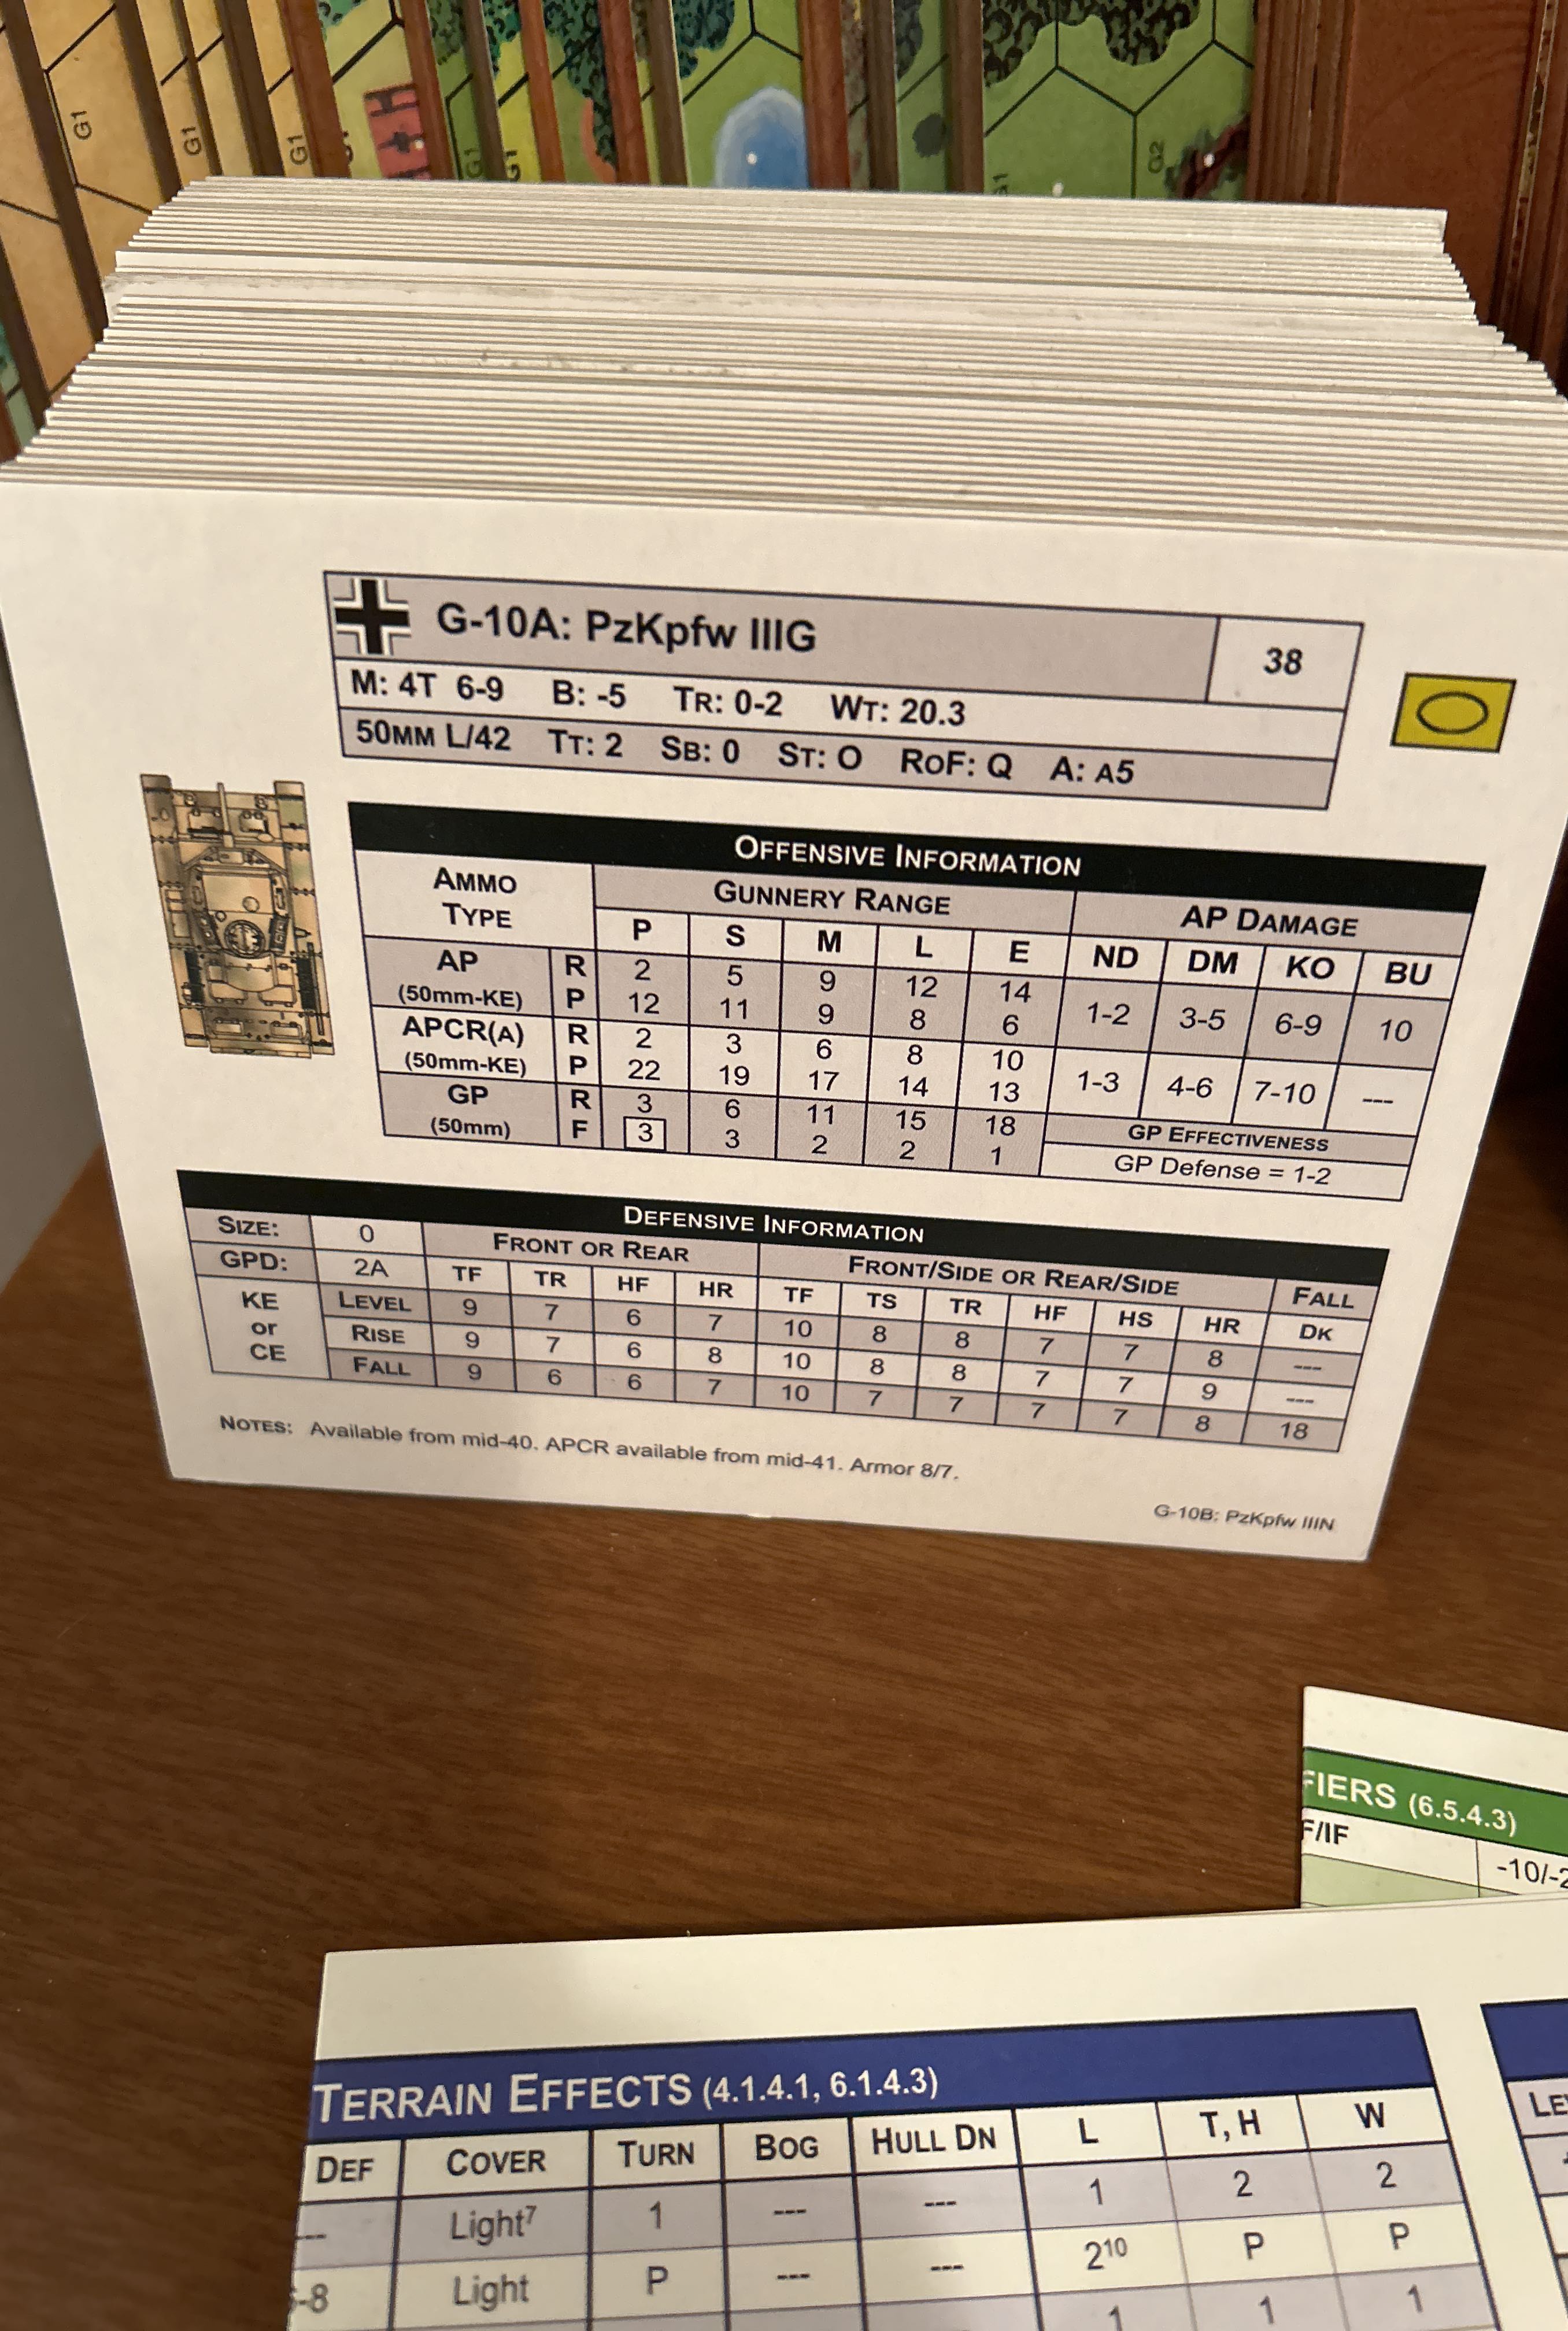 G1
G1
G1
G1
G1
G2
G-10A: PzKpfw IIIG 38
M: 4T 6-9 B: -5 TR: 0-2 WT: 20.3
50MM L/42 TT: 2 SB: 0 ST: O ROF: Q A: A5
OFFENSIVE INFORMATION
AMMO TYPE GUNNERY RANGE AP DAMAGE
P S M L E ND DM KO BU
AP R 2 5 9 12 14 1-2 3-5 6-9 10
(50mm-KE) P 12 11 9 8 6
APCR(A) R 2 3 6 8 10 1-3 4-6 7-10 ---
(50mm-KE) P 22 19 17 14 13
GP R 3 6 11 15 18 GP EFFECTIVENESS
(50mm) F 3 3 2 2 1 GP Defense = 1-2
DEFENSIVE INFORMATION
SIZE: 0 FRONT OR REAR FRONT/SIDE OR REAR/SIDE FALL
GPD: 2A TF TR HF HR TF TS TR HF HS HR DK
KE or CE LEVEL 9 7 6 7 10 8 8 7 7 8 ---
RISE 9 7 6 8 10 8 8 7 7 9 ---
FALL 9 6 6 7 10 7 7 7 7 8 18
NOTES: Available from mid-40. APCR available from mid-41. Armor 8/7.
G-10B: PzKpfw IIIN
FIERS (6.5.4.3)
F/IF -10/-2
TERRAIN EFFECTS (4.1.4.1, 6.1.4.3)
DEF COVER TURN BOG HULL DN L T, H W
--- Light7 1 --- --- 1 2 2
-8 Light P --- --- 210 P P
1 1 1
LE